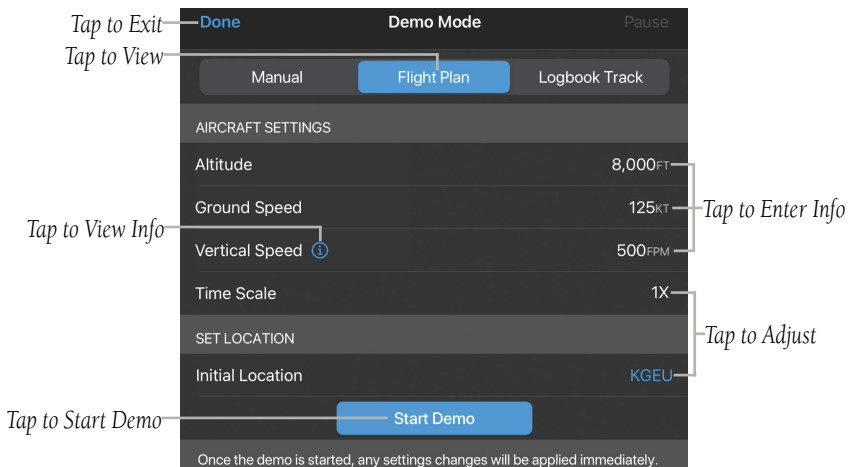 Tap to Exit
Done
Demo Mode
Pause
Tap to View
Manual
Flight Plan
Logbook Track
AIRCRAFT SETTINGS
Altitude
8,000FT
Ground Speed
125KT
Tap to Enter Info
Tap to View Info
Vertical Speed
500FPM
Time Scale
1X
SET LOCATION
Tap to Adjust
Initial Location
KGEU
Tap to Start Demo
Start Demo
Once the demo is started, any settings changes will be applied immediately.